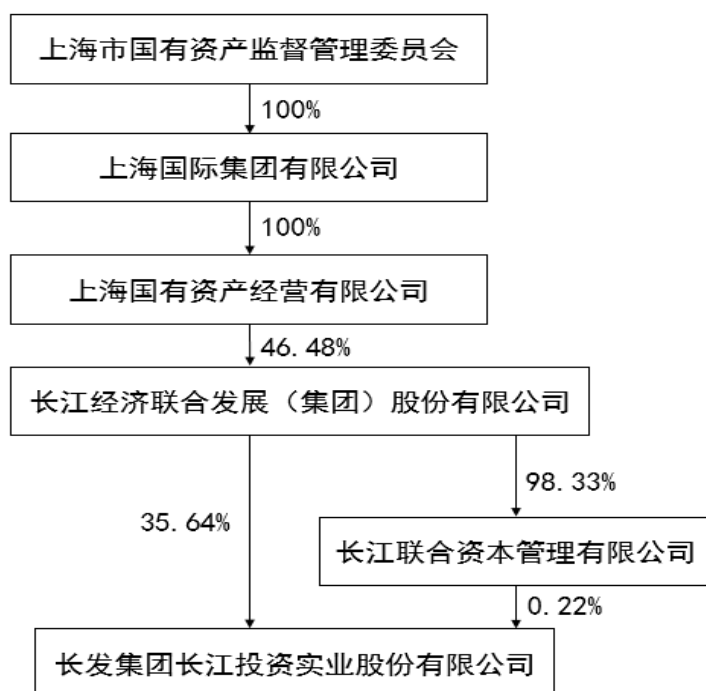 上海市国有资产监督管理委员会
100%
上海国际集团有限公司
100%
上海国有资产经营有限公司
46.48%
长江经济联合发展（集团）股份有限公司
98.33%
35.64%
长江联合资本管理有限公司
0.22%
长发集团长江投资实业股份有限公司